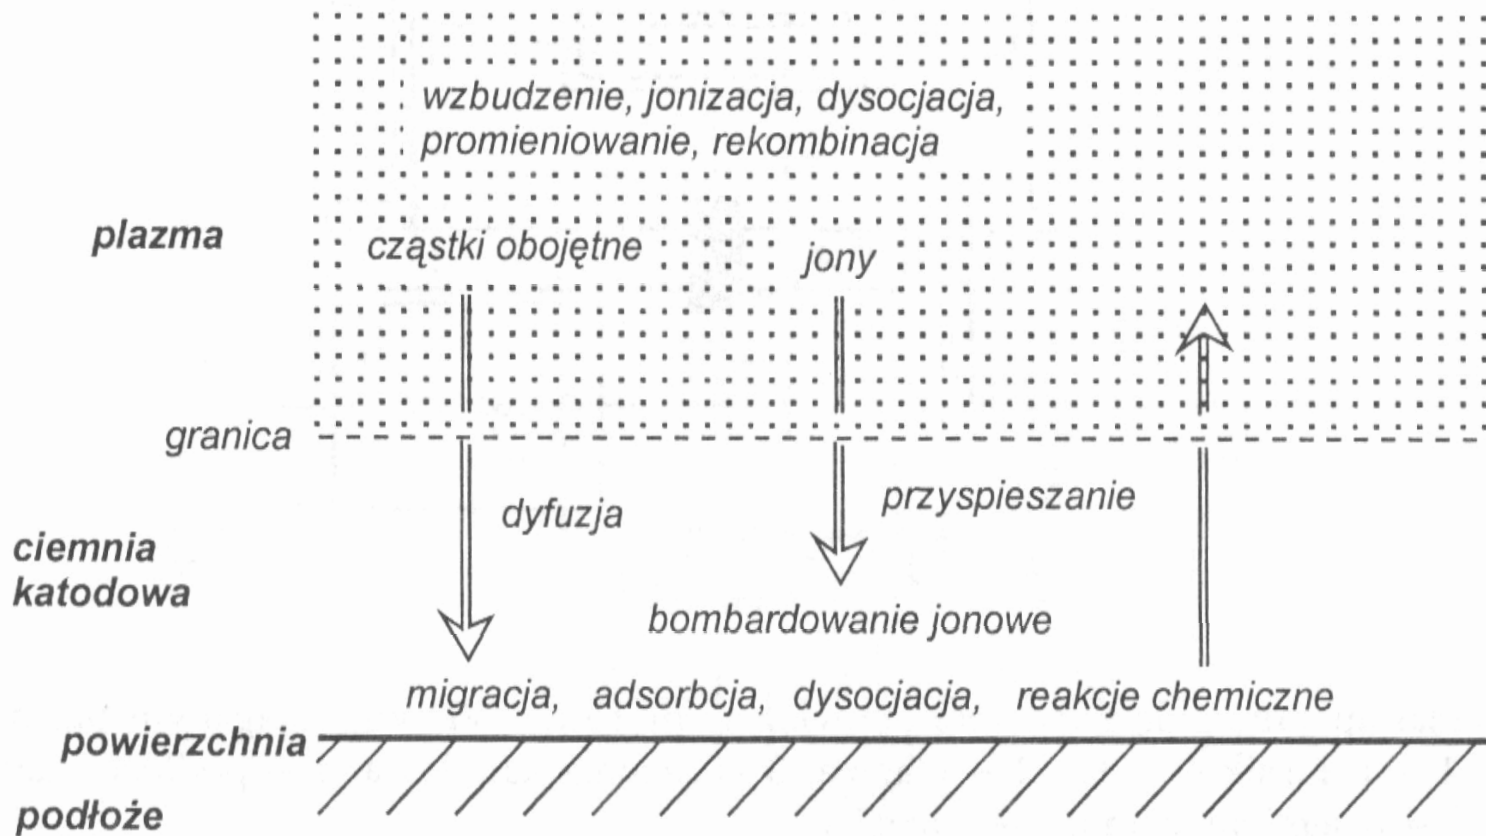 wzbudzenie, jonizacja, dysocjacja,
promieniowanie, rekombinacja
plazma
cząstki obojętne
jony
granica
dyfuzja
przyspieszanie
ciemnia
katodowa
bombardowanie jonowe
migracja, adsorbcja, dysocjacja, reakcje chemiczne
powierzchnia
podłoże